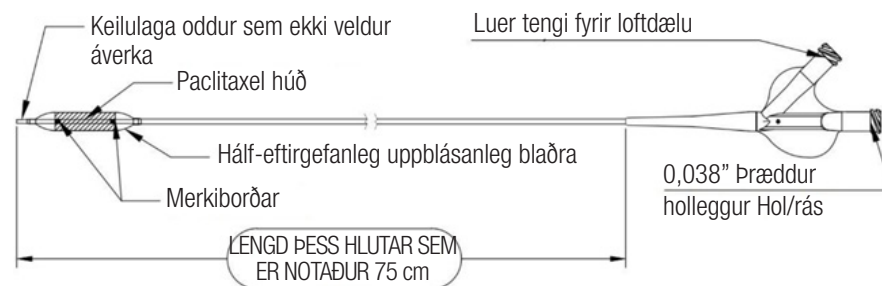 Keilulaga oddur sem ekki veldur
áverka
Luer tengi fyrir loftdælu
Paclitaxel húð
Hálf-eftirgefanleg uppblásanleg blaðra
Merkiborðar
0,038” Þræddur
holleggur Hol/rás
LENGD ÞESS HLUTAR SEM
ER NOTAÐUR 75 cm